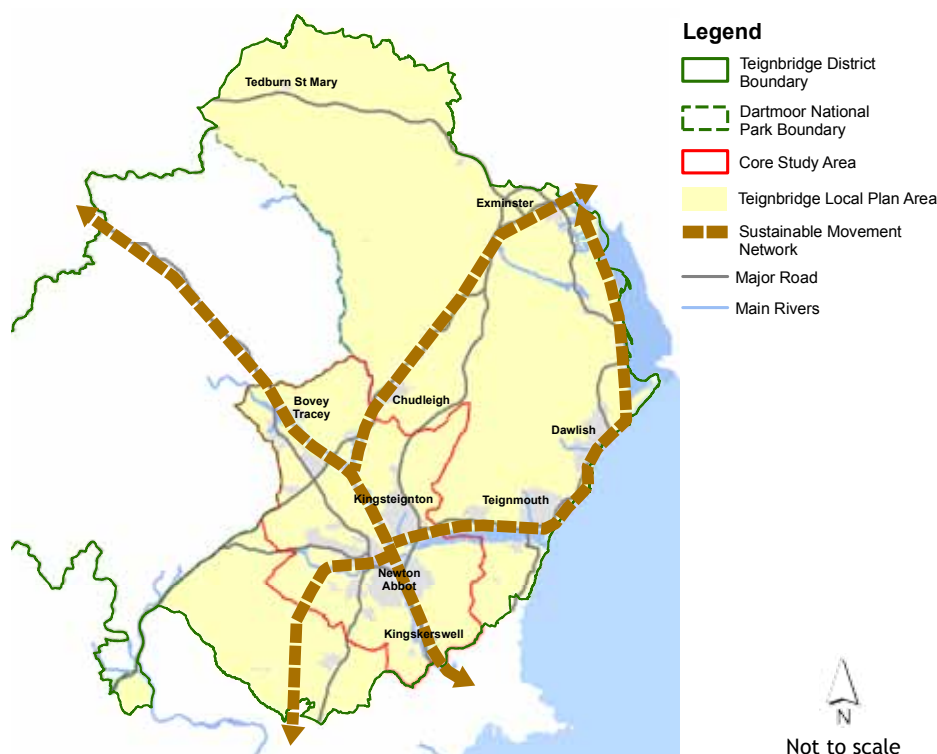 Tedburn St Mary
Exminster
Bovey
Tracey
Chudleigh
Dawlish
Kingsteignton
Teignmouth
Newton
Abbot
Kingskerswell
Legend
Teignbridge District
Boundary
Dartmoor National
Park Boundary
Core Study Area
Teignbridge Local Plan Area
Sustainable Movement
Network
Major Road
Main Rivers
N
Not to scale